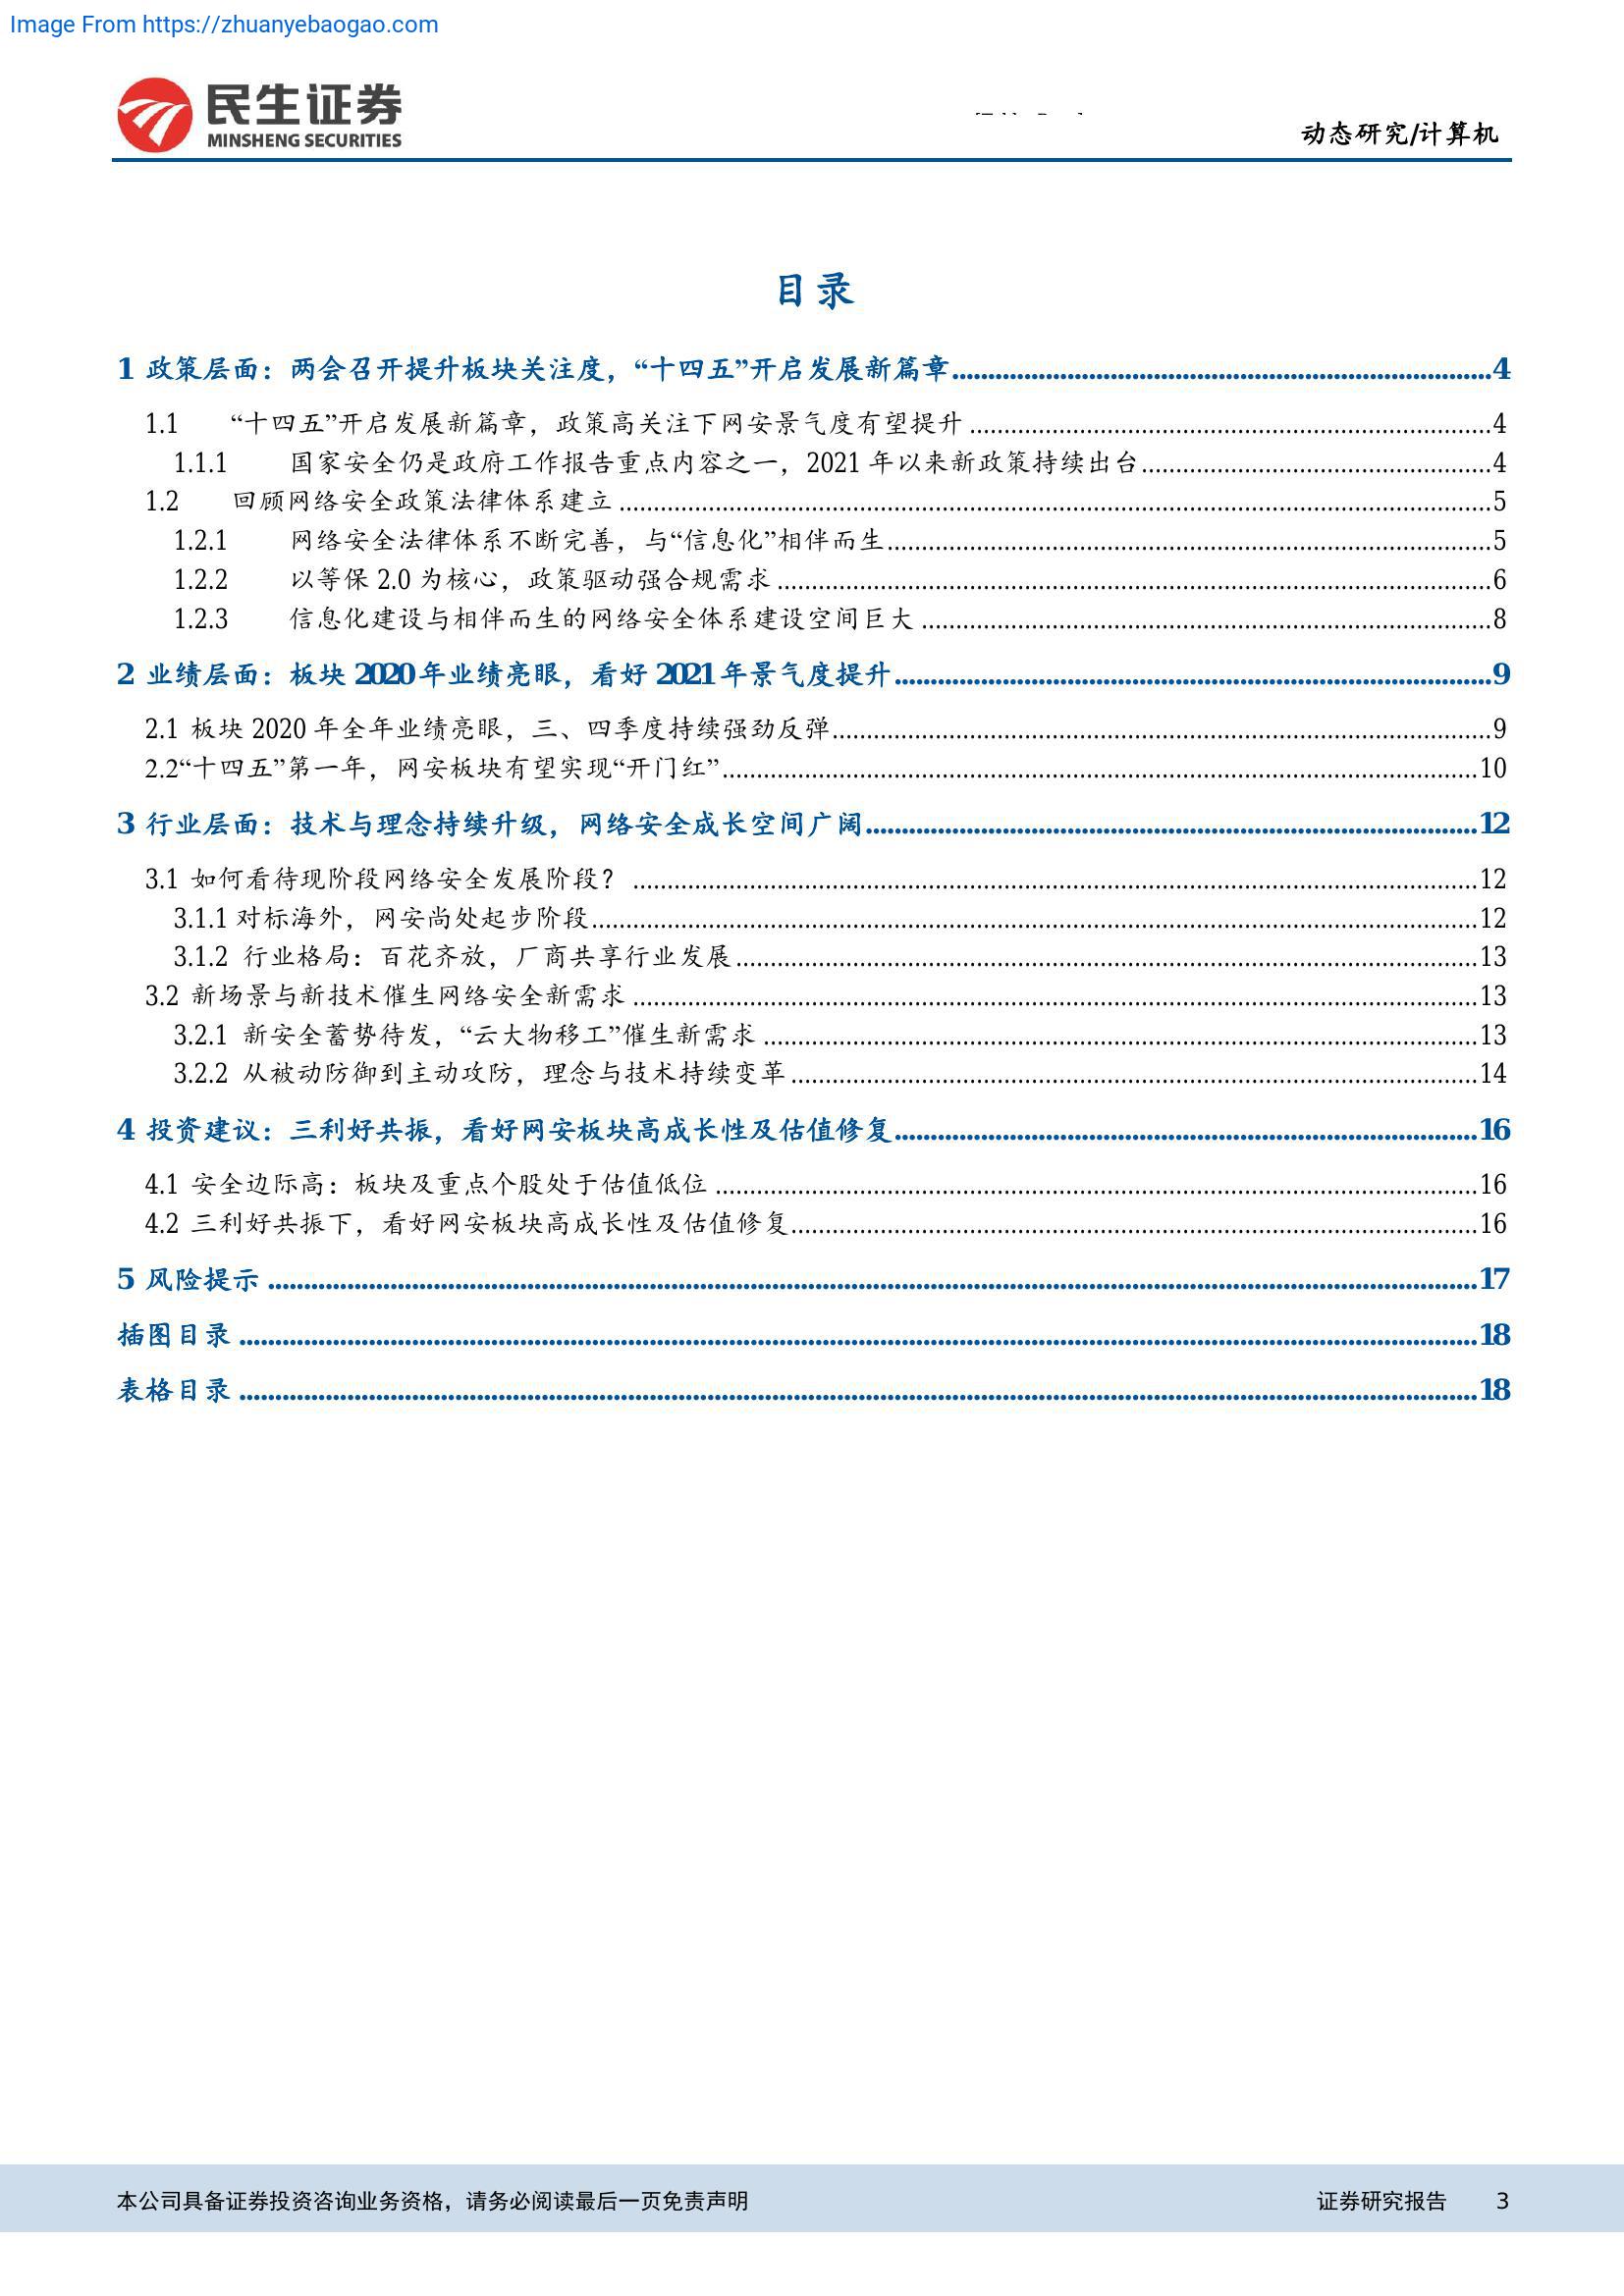 Image From https://zhuanyebaogao.com
民生证券
MINSHENG SECURITIES
动态研究/计算机
目录
1 政策层面：两会召开提升板块关注度，“十四五”开启发展新篇章........4
1.1 “十四五”开启发展新篇章，政策高关注下网安景气度有望提升........4
1.1.1 国家安全仍是政府工作报告重点内容之一，2021 年以来新政策持续出台........4
1.2 回顾网络安全政策法律体系建立........5
1.2.1 网络安全法律体系不断完善，与“信息化”相伴而生........5
1.2.2 以等保 2.0 为核心，政策驱动强合规需求........6
1.2.3 信息化建设与相伴而生的网络安全体系建设空间巨大........8
2 业绩层面：板块 2020 年业绩亮眼，看好 2021 年景气度提升........9
2.1 板块 2020 年全年业绩亮眼，三、四季度持续强劲反弹........9
2.2“十四五”第一年，网安板块有望实现“开门红”........10
3 行业层面：技术与理念持续升级，网络安全成长空间广阔........12
3.1 如何看待现阶段网络安全发展阶段？........12
3.1.1 对标海外，网安尚处起步阶段........12
3.1.2 行业格局：百花齐放，厂商共享行业发展........13
3.2 新场景与新技术催生网络安全新需求........13
3.2.1 新安全蓄势待发，“云大物移工”催生新需求........13
3.2.2 从被动防御到主动攻防，理念与技术持续变革........14
4 投资建议：三利好共振，看好网安板块高成长性及估值修复........16
4.1 安全边际高：板块及重点个股处于估值低位........16
4.2 三利好共振下，看好网安板块高成长性及估值修复........16
5 风险提示........17
插图目录........18
表格目录........18
本公司具备证券投资咨询业务资格，请务必阅读最后一页免责声明
证券研究报告 3